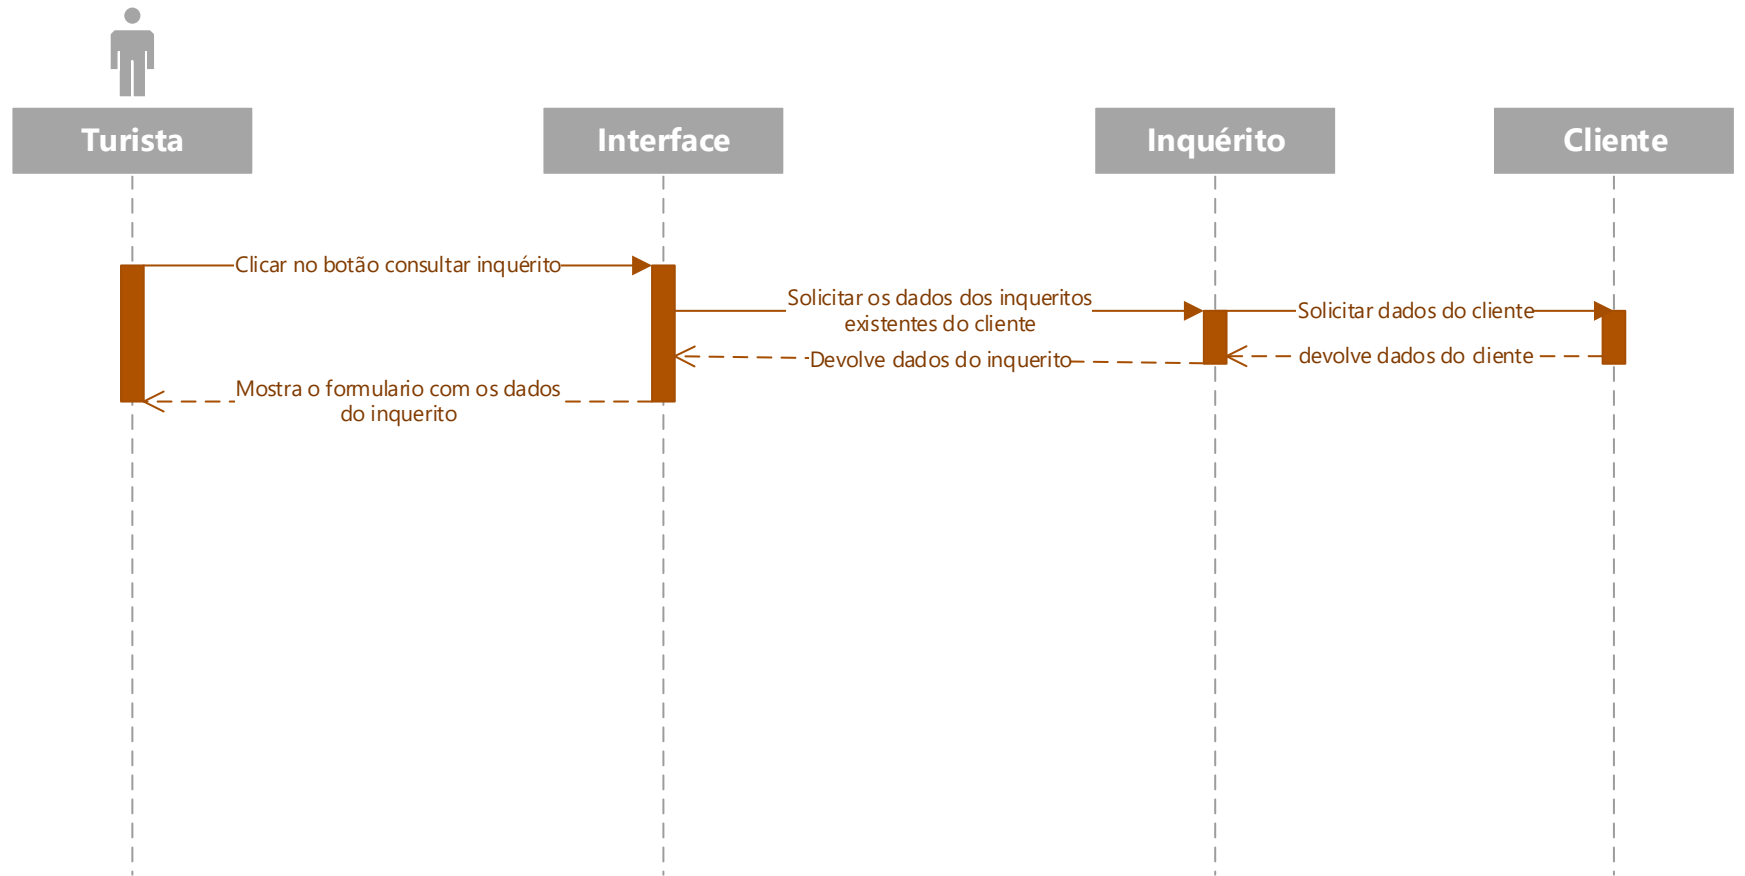 Turista
Interface
Inquérito
Cliente
Clicar no botão consultar inquérito
Solicitar os dados dos inqueritos
existentes do cliente
Solicitar dados do cliente
devolve dados do cliente
Devolve dados do inquerito
Mostra o formulario com os dados
do inquerito